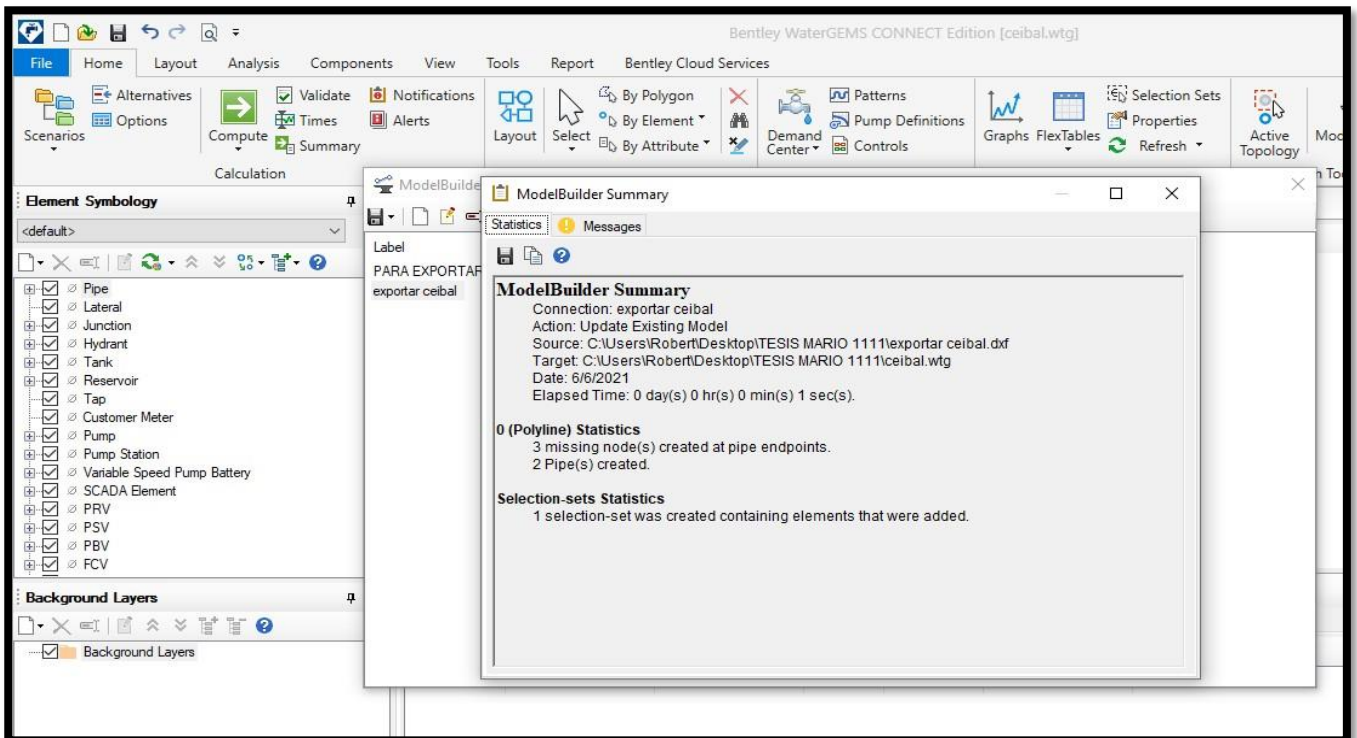 Bentley WaterGEMS CONNECT Edition [ceibal.wtg]
File Home Layout Analysis Components View Tools Report Bentley Cloud Services
Scenarios
Alternatives
Options
Compute
Validate
Times
Summary
Notifications
Alerts
Calculation
Layout
Select
By Polygon
By Element
By Attribute
Demand
Center
Patterns
Pump Definitions
Controls
Graphs
FlexTables
Selection Sets
Properties
Refresh
Active
Topology
Element Symbology
<default>
Pipe
Lateral
Junction
Hydrant
Tank
Reservoir
Tap
Customer Meter
Pump
Pump Station
Variable Speed Pump Battery
SCADA Element
PRV
PSV
PBV
FCV
Background Layers
Background Layers
ModelBuilde
Label
PARA EXPORTAR
exportar ceibal
ModelBuilder Summary
Statistics Messages
ModelBuilder Summary
Connection: exportar ceibal
Action: Update Existing Model
Source: C:\Users\Robert\Desktop\TESIS MARIO 1111\exportar ceibal.dxf
Target: C:\Users\Robert\Desktop\TESIS MARIO 1111\ceibal.wtg
Date: 6/6/2021
Elapsed Time: 0 day(s) 0 hr(s) 0 min(s) 1 sec(s).
0 (Polyline) Statistics
3 missing node(s) created at pipe endpoints.
2 Pipe(s) created.
Selection-sets Statistics
1 selection-set was created containing elements that were added.